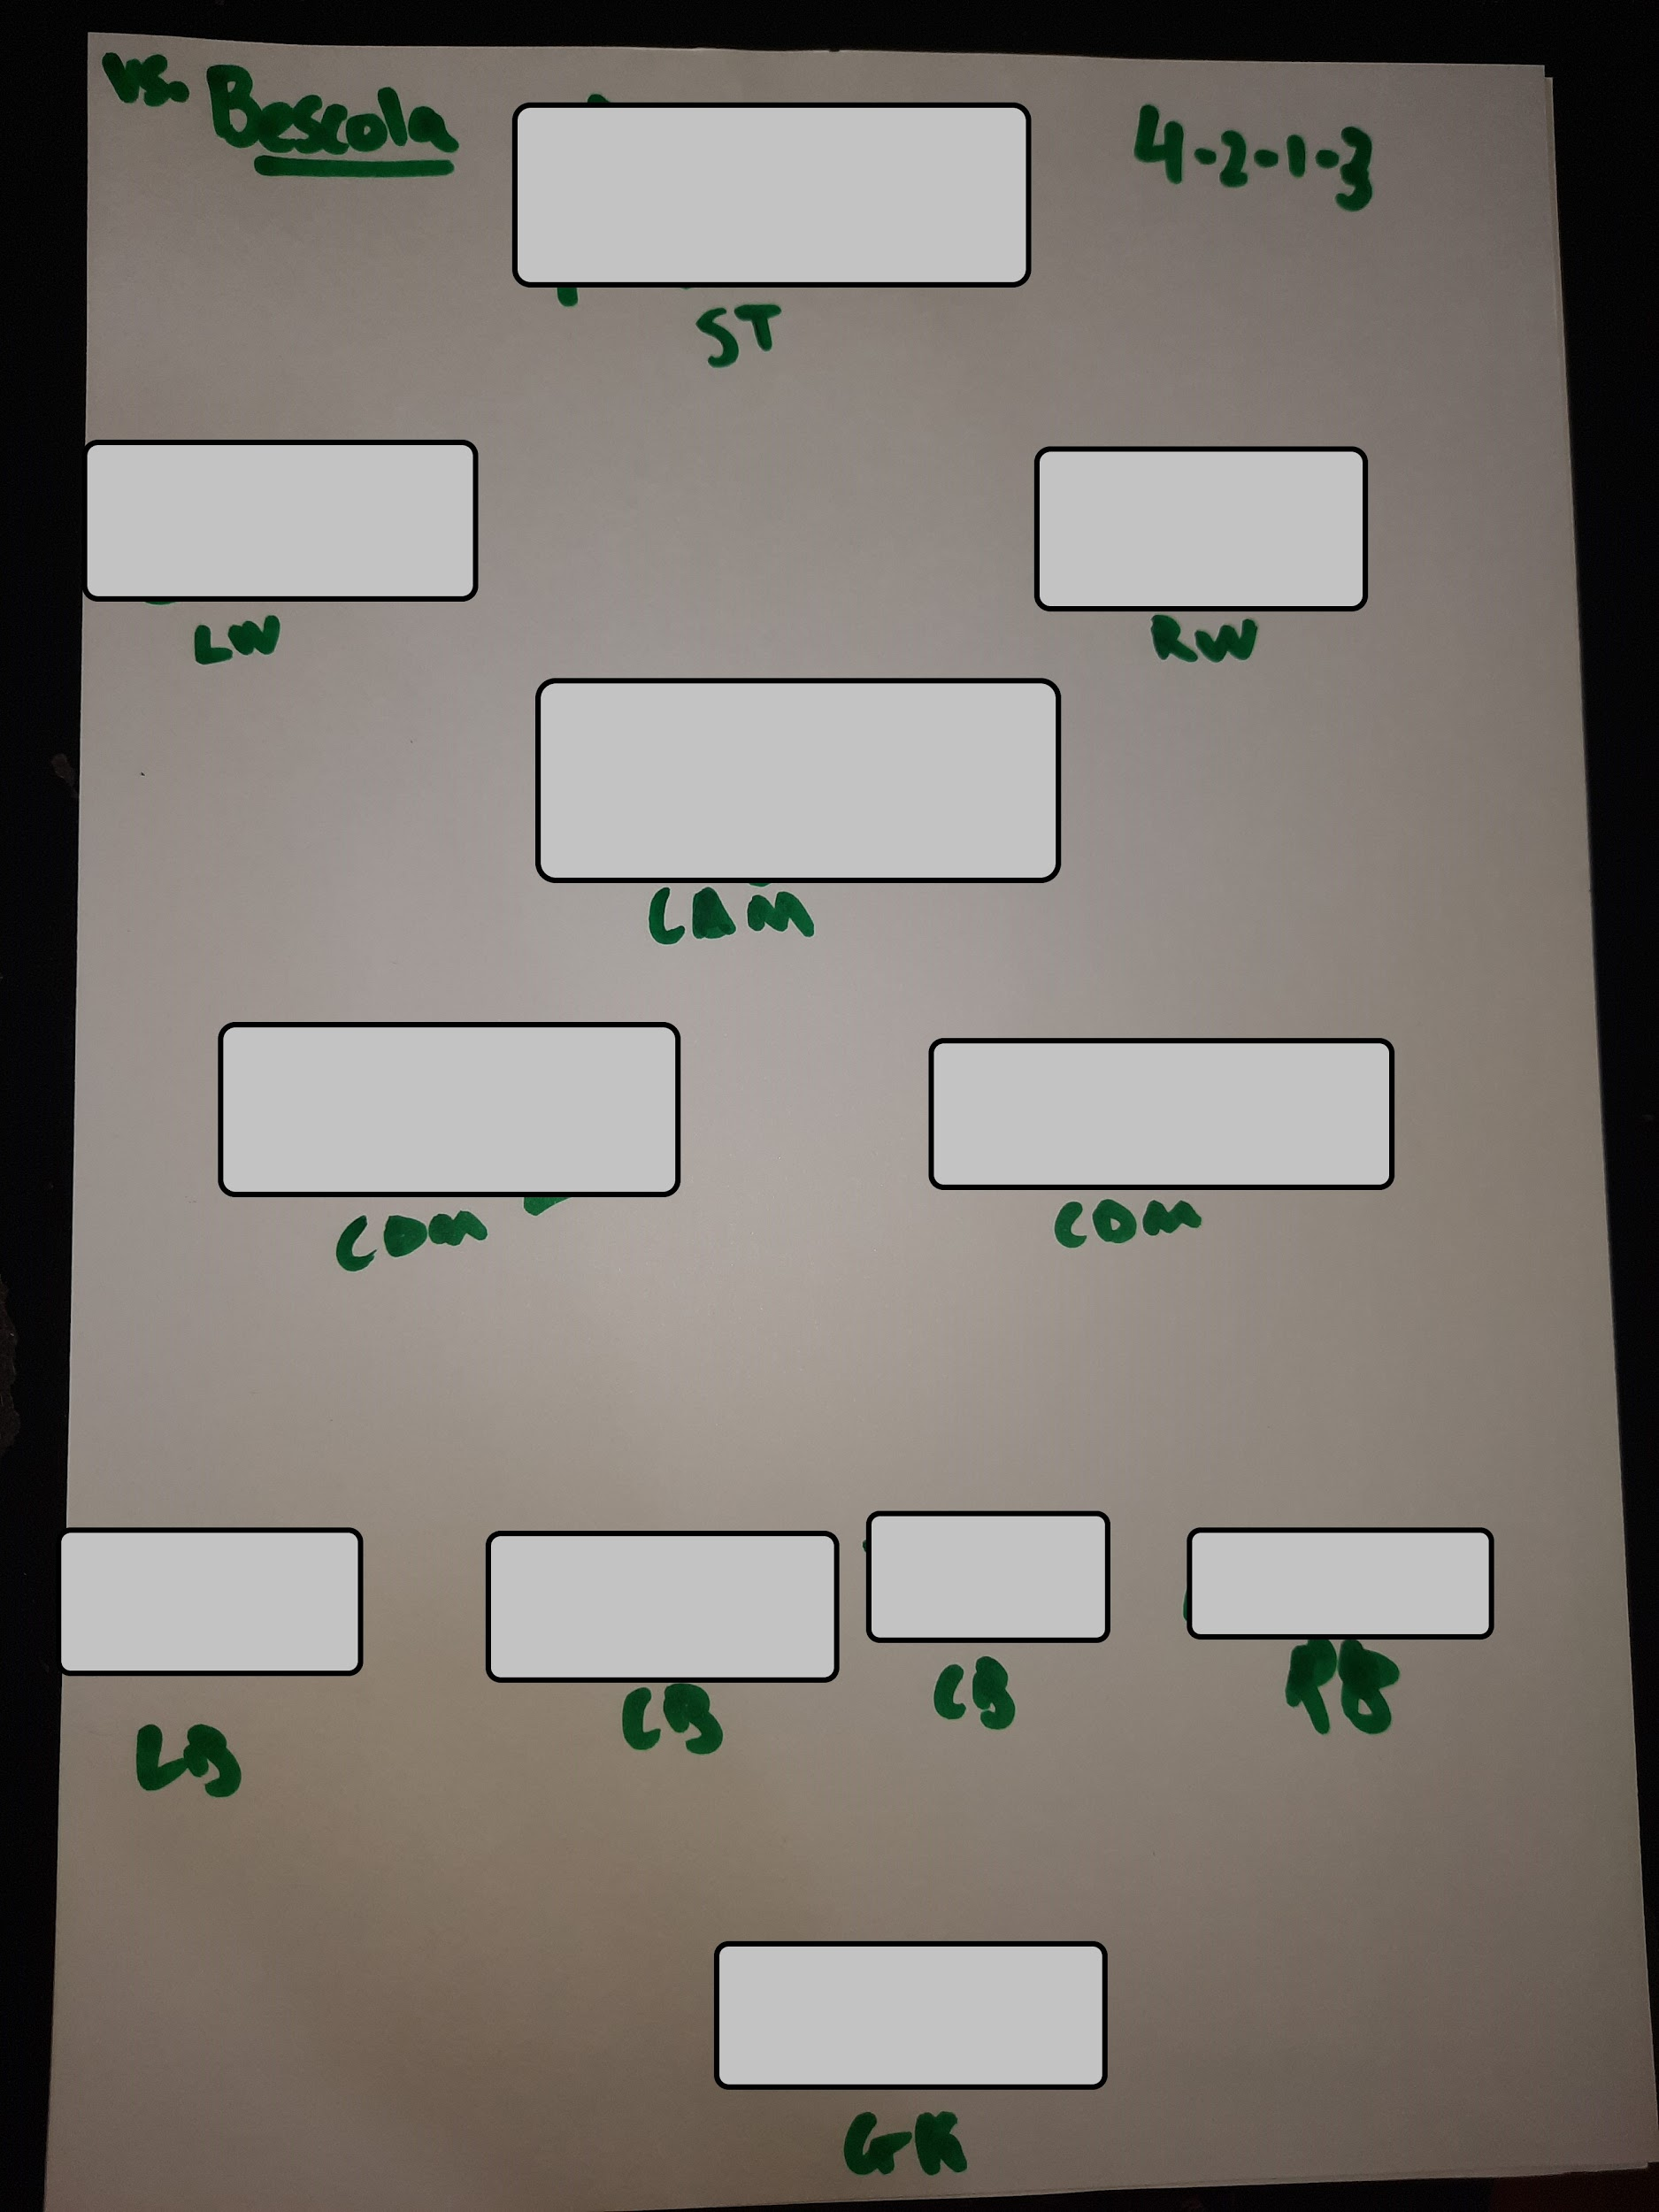 vs. Bescola
4-2-1-3
ST
LW RW
CAM
CDM CDM
LB CB CB RB
GK